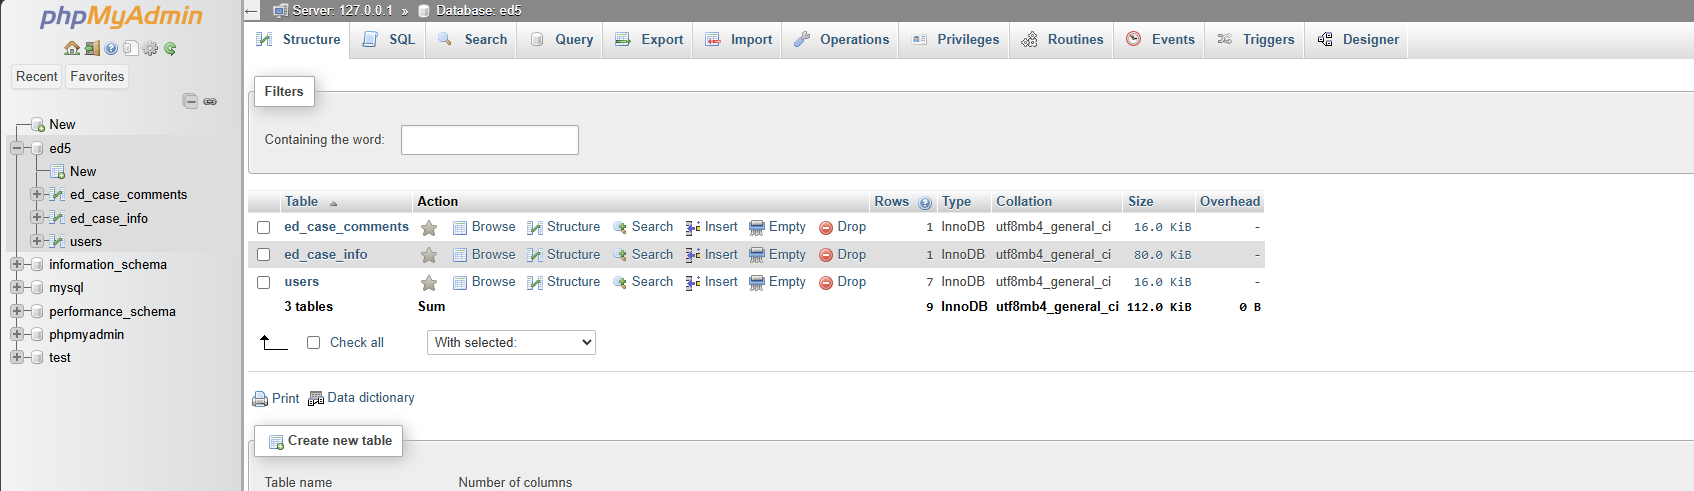 phpMyAdmin
Recent Favorites
New
ed5
New
ed_case_comments
ed_case_info
users
information_schema
mysql
performance_schema
phpmyadmin
test
Server: 127.0.0.1 » Database: ed5
Structure SQL Search Query Export Import Operations Privileges Routines Events Triggers Designer
Filters
Containing the word:
Table Action Rows Type Collation Size Overhead
ed_case_comments Browse Structure Search Insert Empty Drop 1 InnoDB utf8mb4_general_ci 16.0 KiB -
ed_case_info Browse Structure Search Insert Empty Drop 1 InnoDB utf8mb4_general_ci 80.0 KiB -
users Browse Structure Search Insert Empty Drop 7 InnoDB utf8mb4_general_ci 16.0 KiB -
3 tables Sum 9 InnoDB utf8mb4_general_ci 112.0 KiB 0 B
Check all With selected:
Print Data dictionary
Create new table
Table name Number of columns